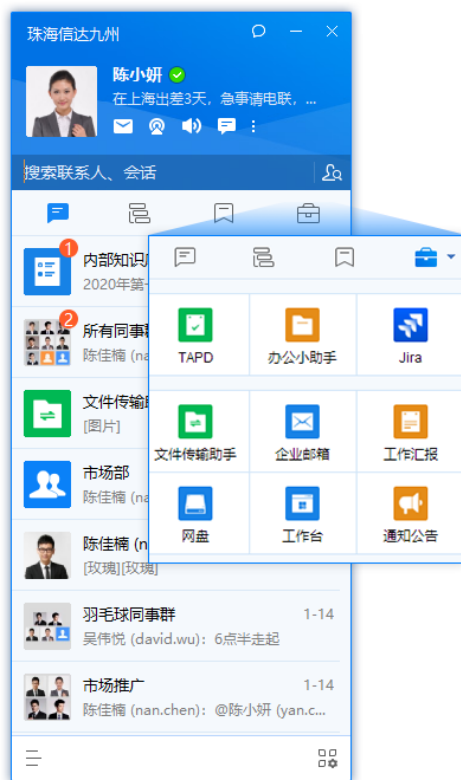 珠海信达九州
陈小妍
在上海出差3天，急事请电联，...
搜索联系人、会话
1
内部知识
2020年第
2
所有同事
陈佳楠 (na
文件传输
[图片]
市场部
陈佳楠 (na
陈佳楠 (n
[玫瑰][玫瑰]
羽毛球同事群
1-14
吴伟悦 (david.wu)：6点半走起
市场推广
1-14
陈佳楠 (nan.chen)：@陈小妍 (yan.c...
TAPD
办公小助手
Jira
文件传输助手
企业邮箱
工作汇报
网盘
工作台
通知公告